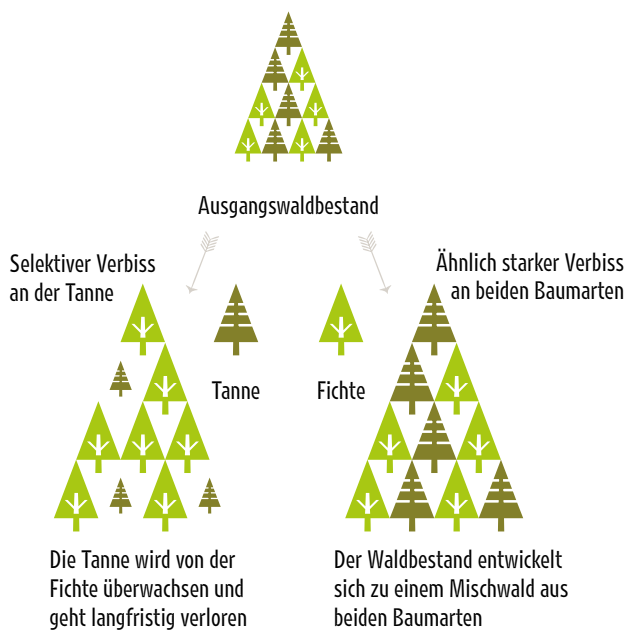 Ausgangswaldbestand
Selektiver Verbiss
an der Tanne
Ähnlich starker Verbiss
an beiden Baumarten
Tanne
Fichte
Die Tanne wird von der
Fichte überwachsen und
geht langfristig verloren
Der Waldbestand entwickelt
sich zu einem Mischwald aus
beiden Baumarten